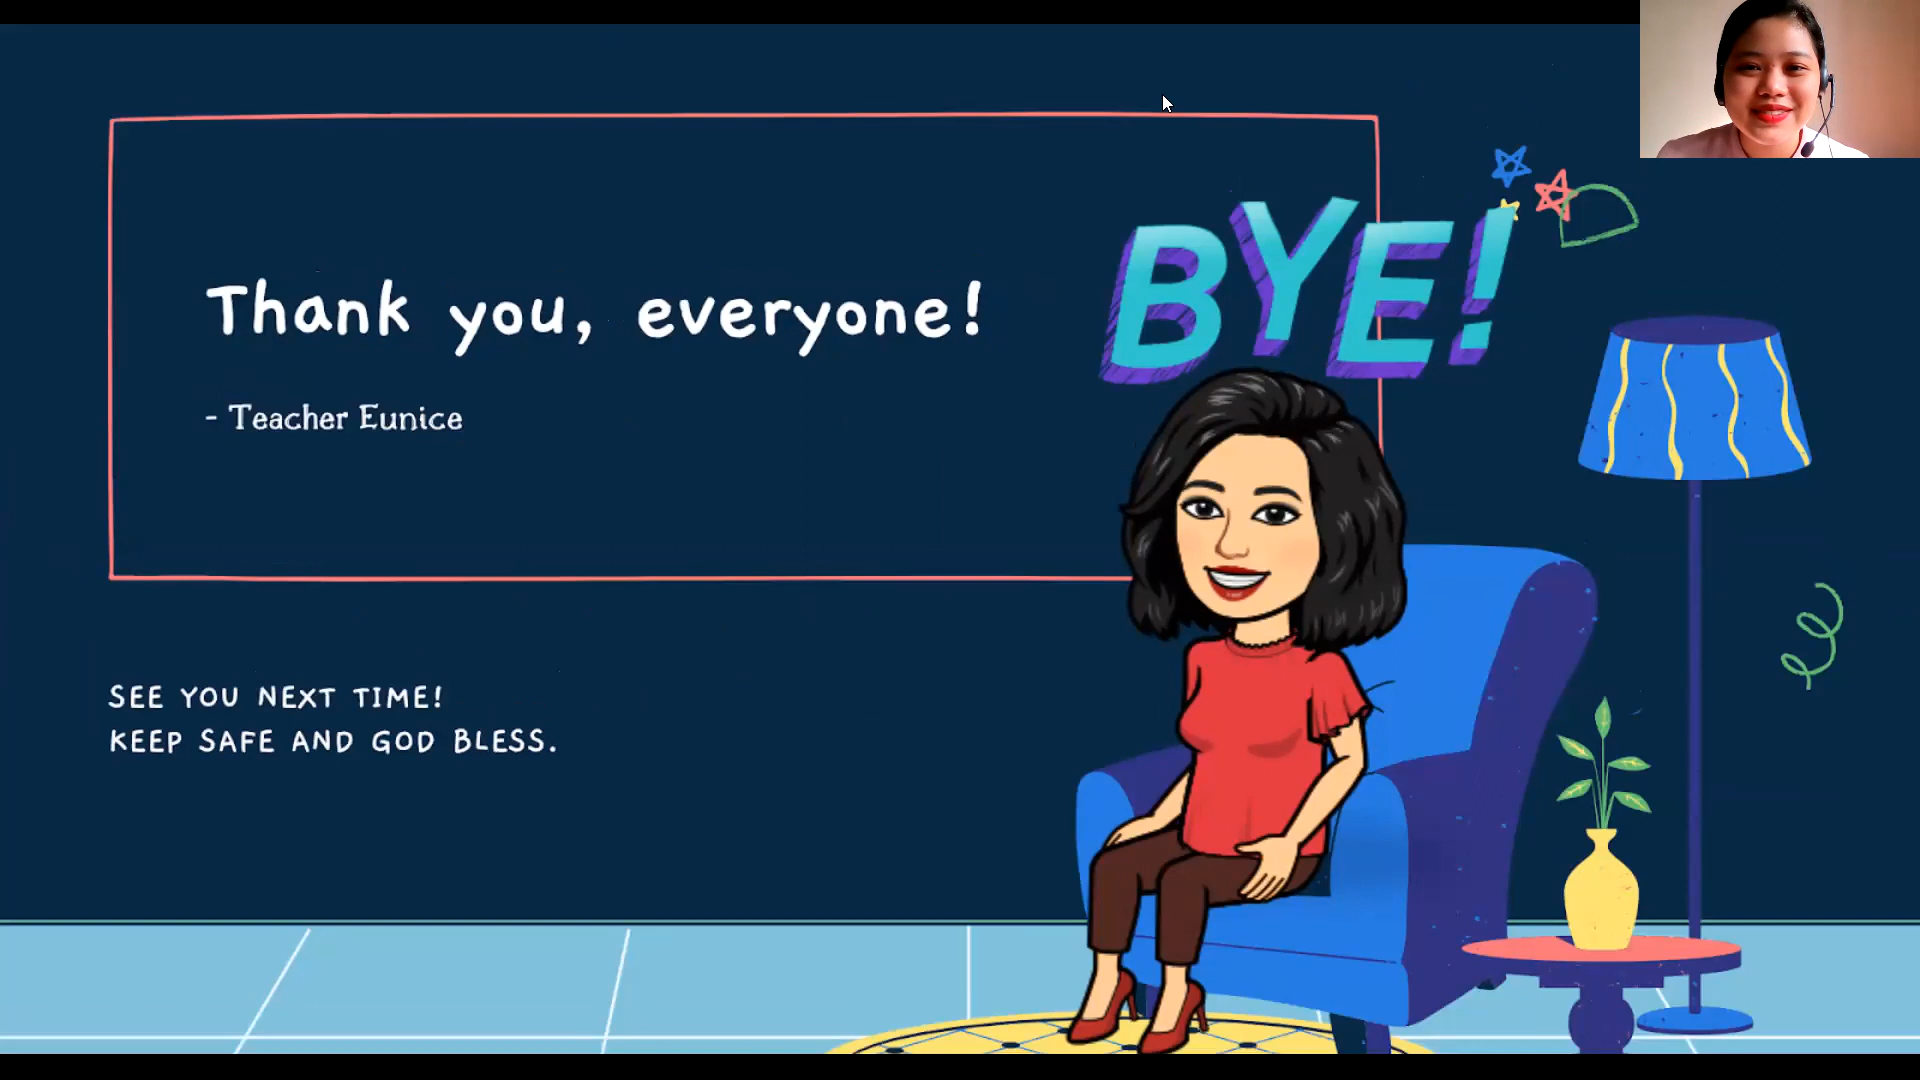 BYE!
Thank you, everyone!
- Teacher Eunice
SEE YOU NEXT TIME!
KEEP SAFE AND GOD BLESS.